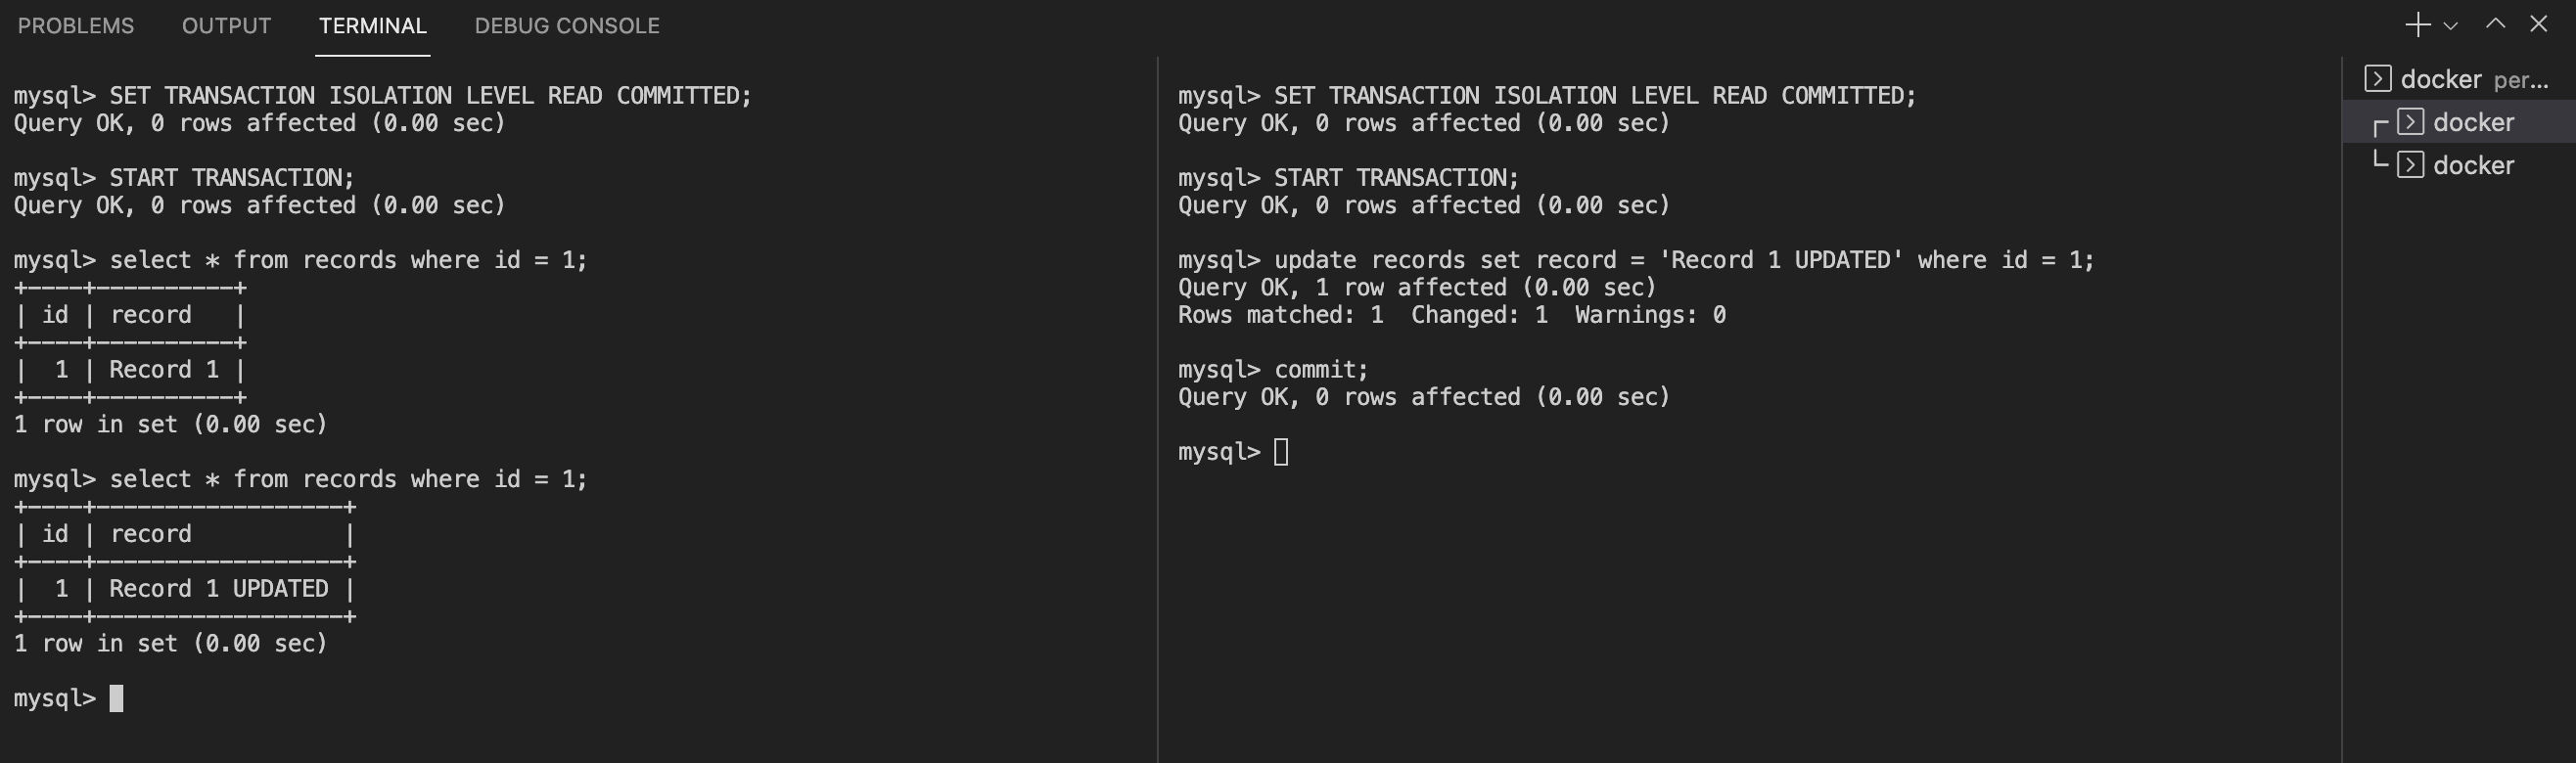 PROBLEMS OUTPUT TERMINAL DEBUG CONSOLE
mysql> SET TRANSACTION ISOLATION LEVEL READ COMMITTED;
Query OK, 0 rows affected (0.00 sec)
mysql> START TRANSACTION;
Query OK, 0 rows affected (0.00 sec)
mysql> select * from records where id = 1;
+----+----------+
| id | record   |
+----+----------+
|  1 | Record 1 |
+----+----------+
1 row in set (0.00 sec)
mysql> select * from records where id = 1;
+----+------------------+
| id | record           |
+----+------------------+
|  1 | Record 1 UPDATED |
+----+------------------+
1 row in set (0.00 sec)
mysql>
mysql> SET TRANSACTION ISOLATION LEVEL READ COMMITTED;
Query OK, 0 rows affected (0.00 sec)
mysql> START TRANSACTION;
Query OK, 0 rows affected (0.00 sec)
mysql> update records set record = 'Record 1 UPDATED' where id = 1;
Query OK, 1 row affected (0.00 sec)
Rows matched: 1  Changed: 1  Warnings: 0
mysql> commit;
Query OK, 0 rows affected (0.00 sec)
mysql>
docker per...
docker
docker